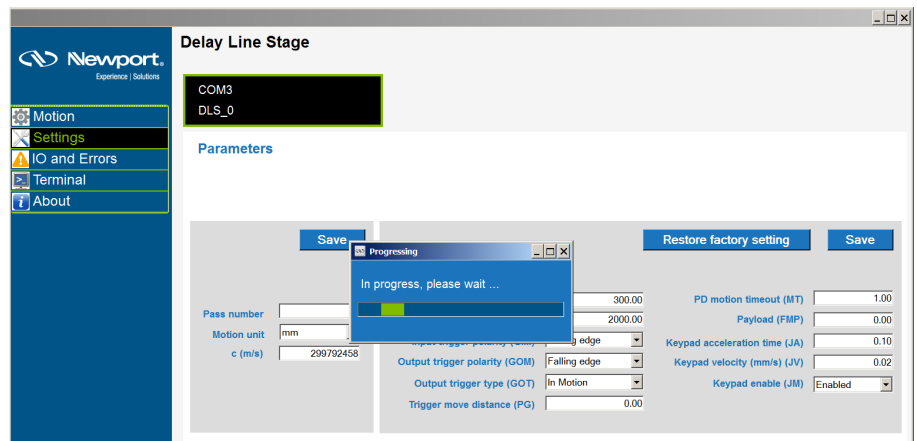 Delay Line Stage
Newport.
Experience | Solutions
COM3
DLS_0
Motion
Settings
IO and Errors
Terminal
About
Parameters
Save
Restore factory setting
Save
Progressing
In progress, please wait ...
Pass number
Motion unit
mm
c (m/s)
299792458
300.00
2000.00
Input trigger polarity
edge
Output trigger polarity (GOM)
Falling edge
Output trigger type (GOT)
In Motion
Trigger move distance (PG)
0.00
PD motion timeout (MT)
1.00
Payload (FMP)
0.00
Keypad acceleration time (JA)
0.10
Keypad velocity (mm/s) (JV)
0.02
Keypad enable (JM)
Enabled